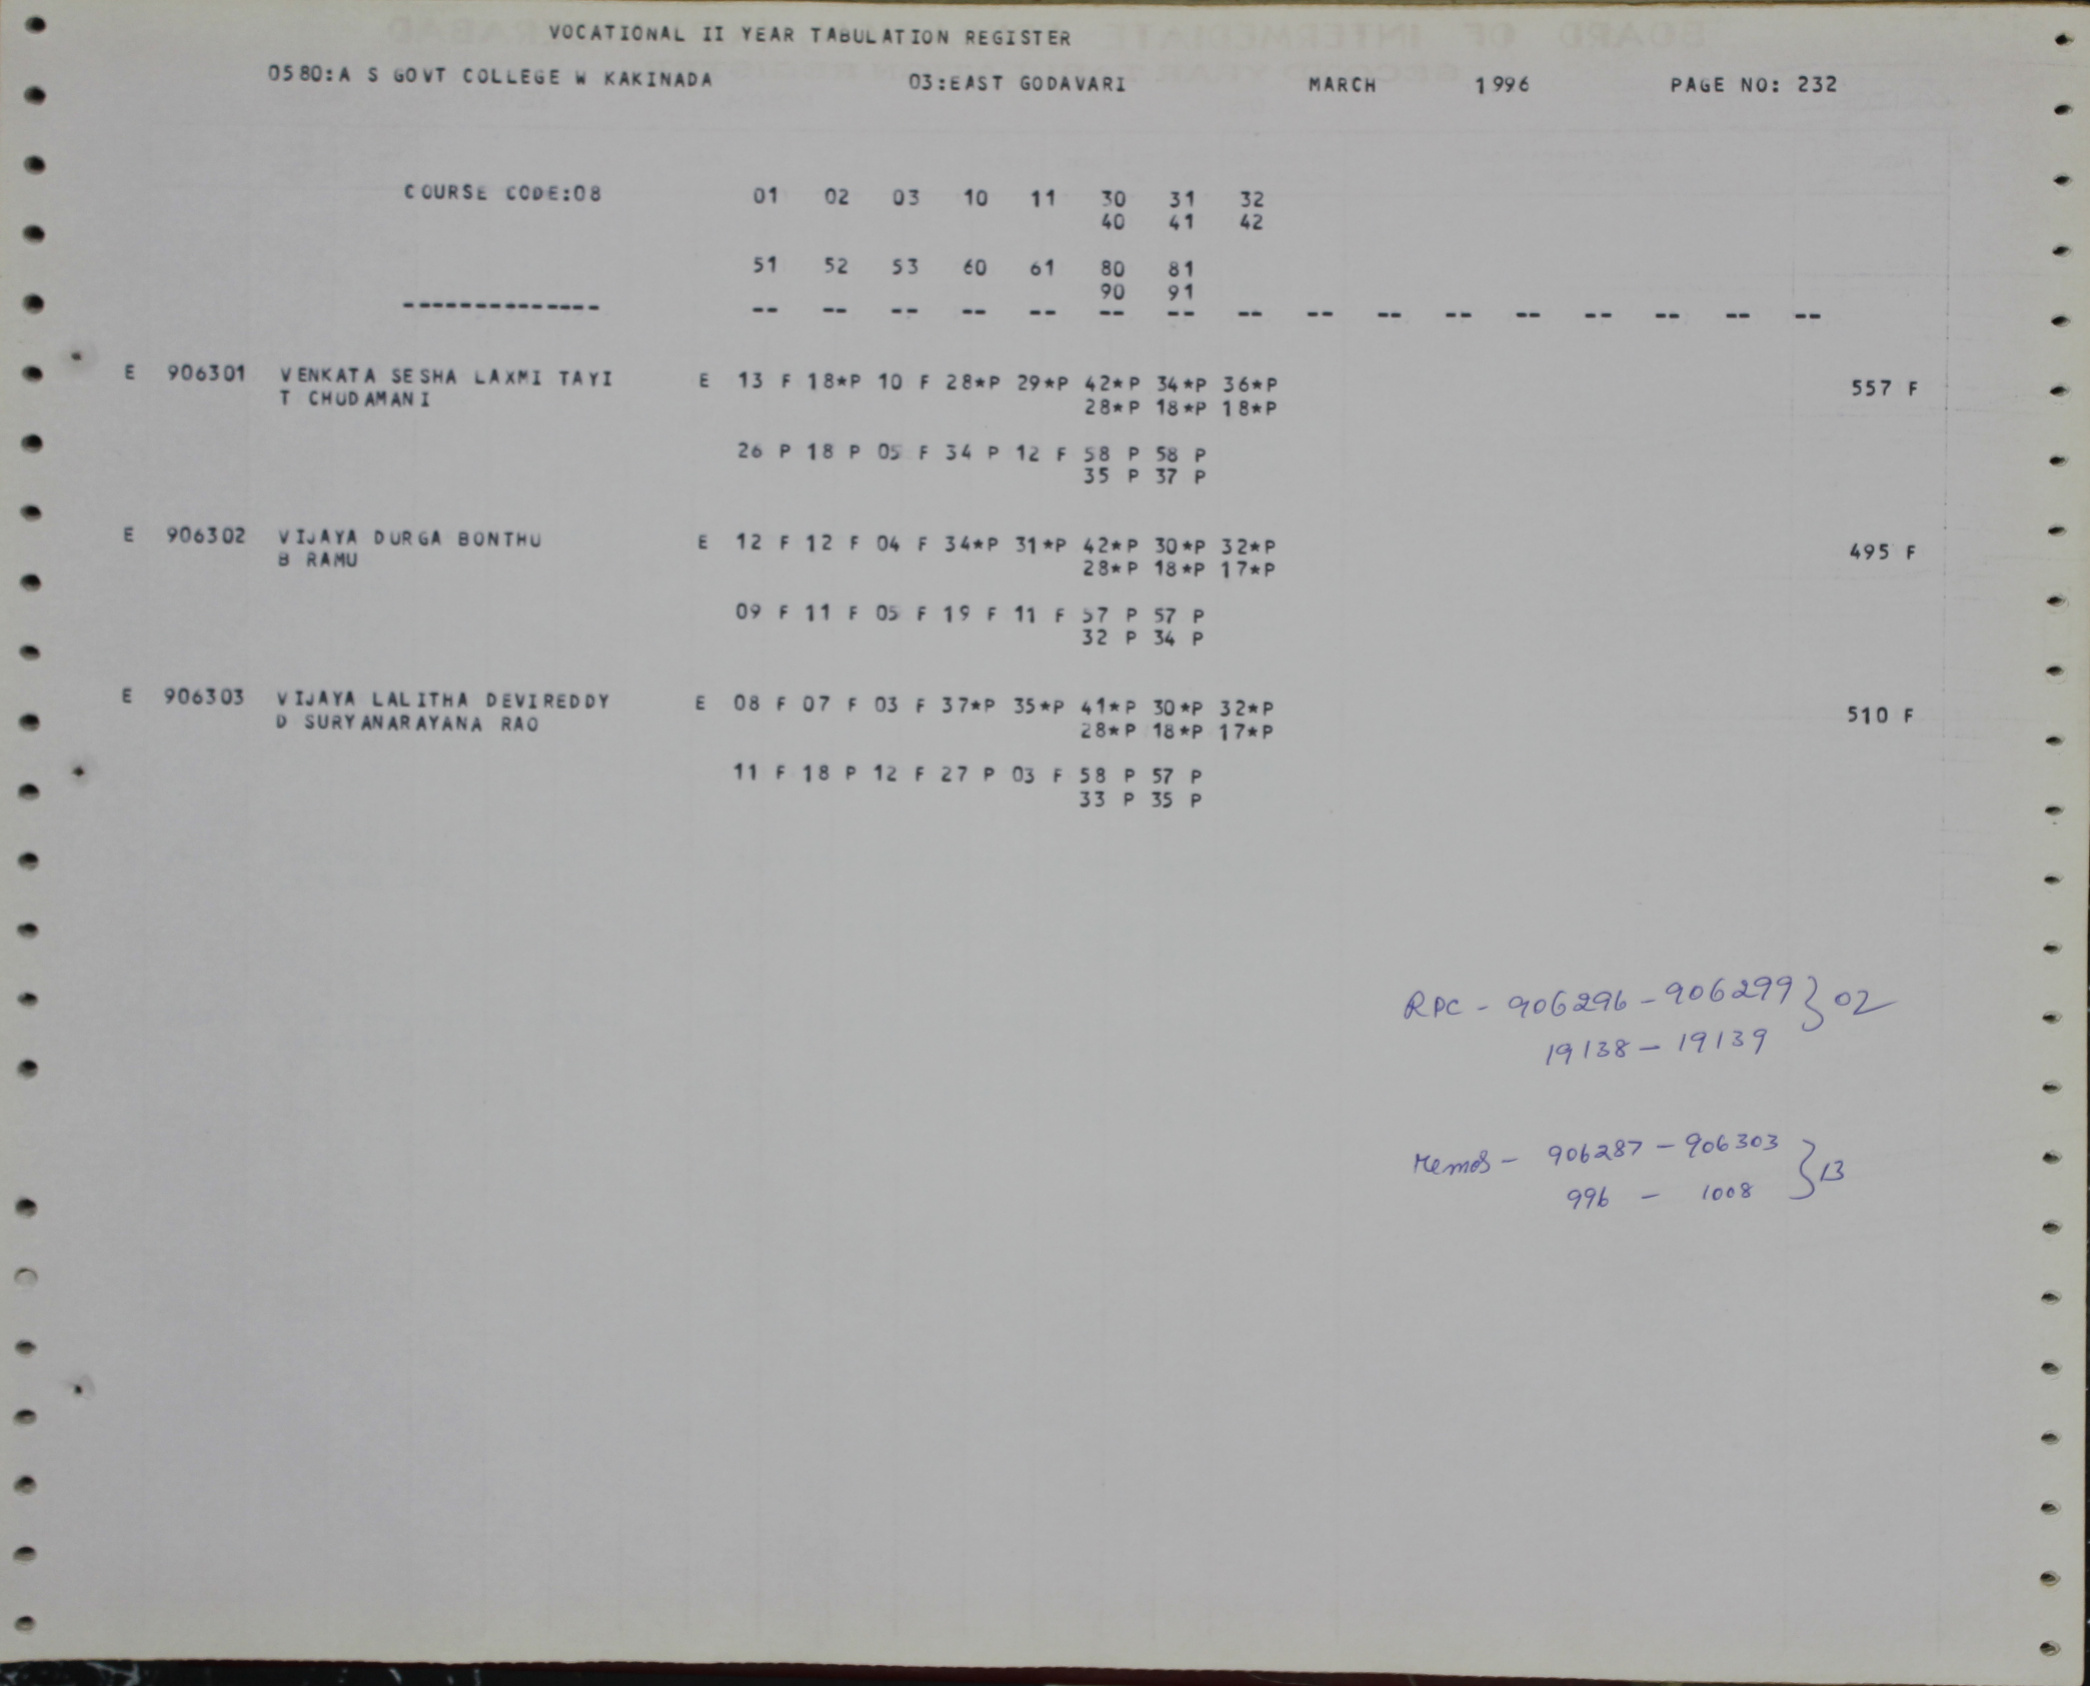 VOCATIONAL II YEAR TABULATION REGISTER
0580:A S GOVT COLLEGE W KAKINADA 03:EAST GODAVARI MARCH 1996 PAGE NO: 232
COURSE CODE:08 01 02 03 10 11 30 31 32
40 41 42
51 52 53 60 61 80 81
90 91
-------------- -- -- -- -- -- -- -- -- -- -- -- -- -- -- -- --
E 906301 VENKATA SESHA LAXMI TAYI E 13 F 18*P 10 F 28*P 29*P 42*P 34*P 36*P 557 F
T CHUDAMANI 28*P 18*P 18*P
26 P 18 P 05 F 34 P 12 F 58 P 58 P
35 P 37 P
E 906302 VIJAYA DURGA BONTHU E 12 F 12 F 04 F 34*P 31*P 42*P 30*P 32*P 495 F
B RAMU 28*P 18*P 17*P
09 F 11 F 05 F 19 F 11 F 57 P 57 P
32 P 34 P
E 906303 VIJAYA LALITHA DEVIREDDY E 08 F 07 F 03 F 37*P 35*P 41*P 30*P 32*P 510 F
D SURYANARAYANA RAO 28*P 18*P 17*P
11 F 18 P 12 F 27 P 03 F 58 P 57 P
33 P 35 P
RPC - 906296 - 906299 } 02
19138 - 19139
Memos - 906287 - 906303 } 13
996 - 1008